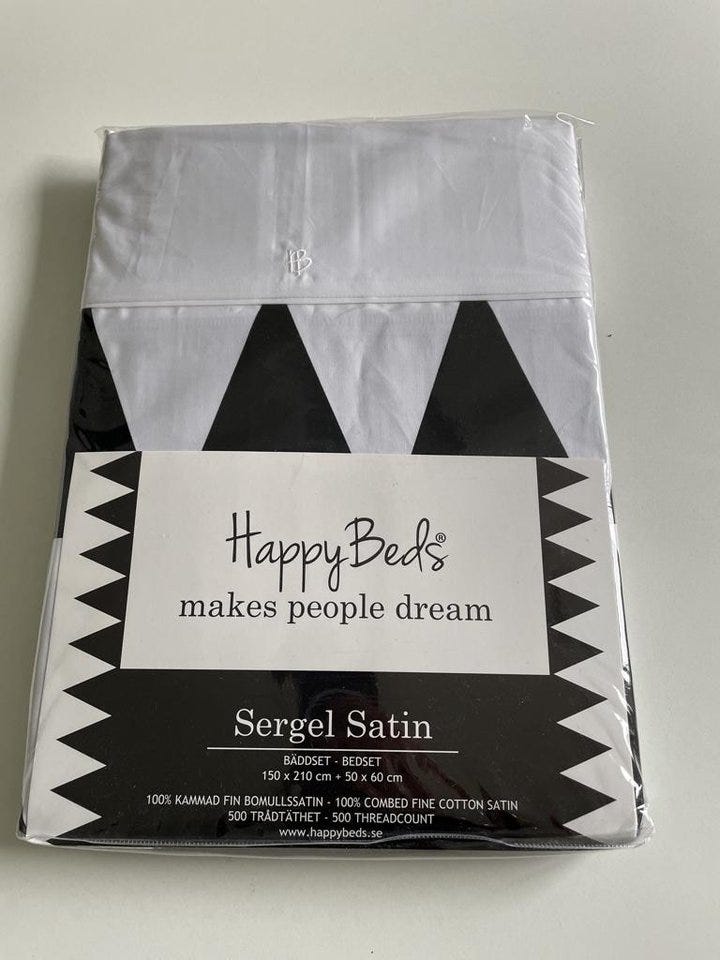 HB
HappyBeds®
makes people dream
Sergel Satin
BÄDDSET - BEDSET
150 x 210 cm + 50 x 60 cm
100% KAMMAD FIN BOMULLSSATIN - 100% COMBED FINE COTTON SATIN
500 TRÅDTÄTHET - 500 THREADCOUNT
www.happybeds.se